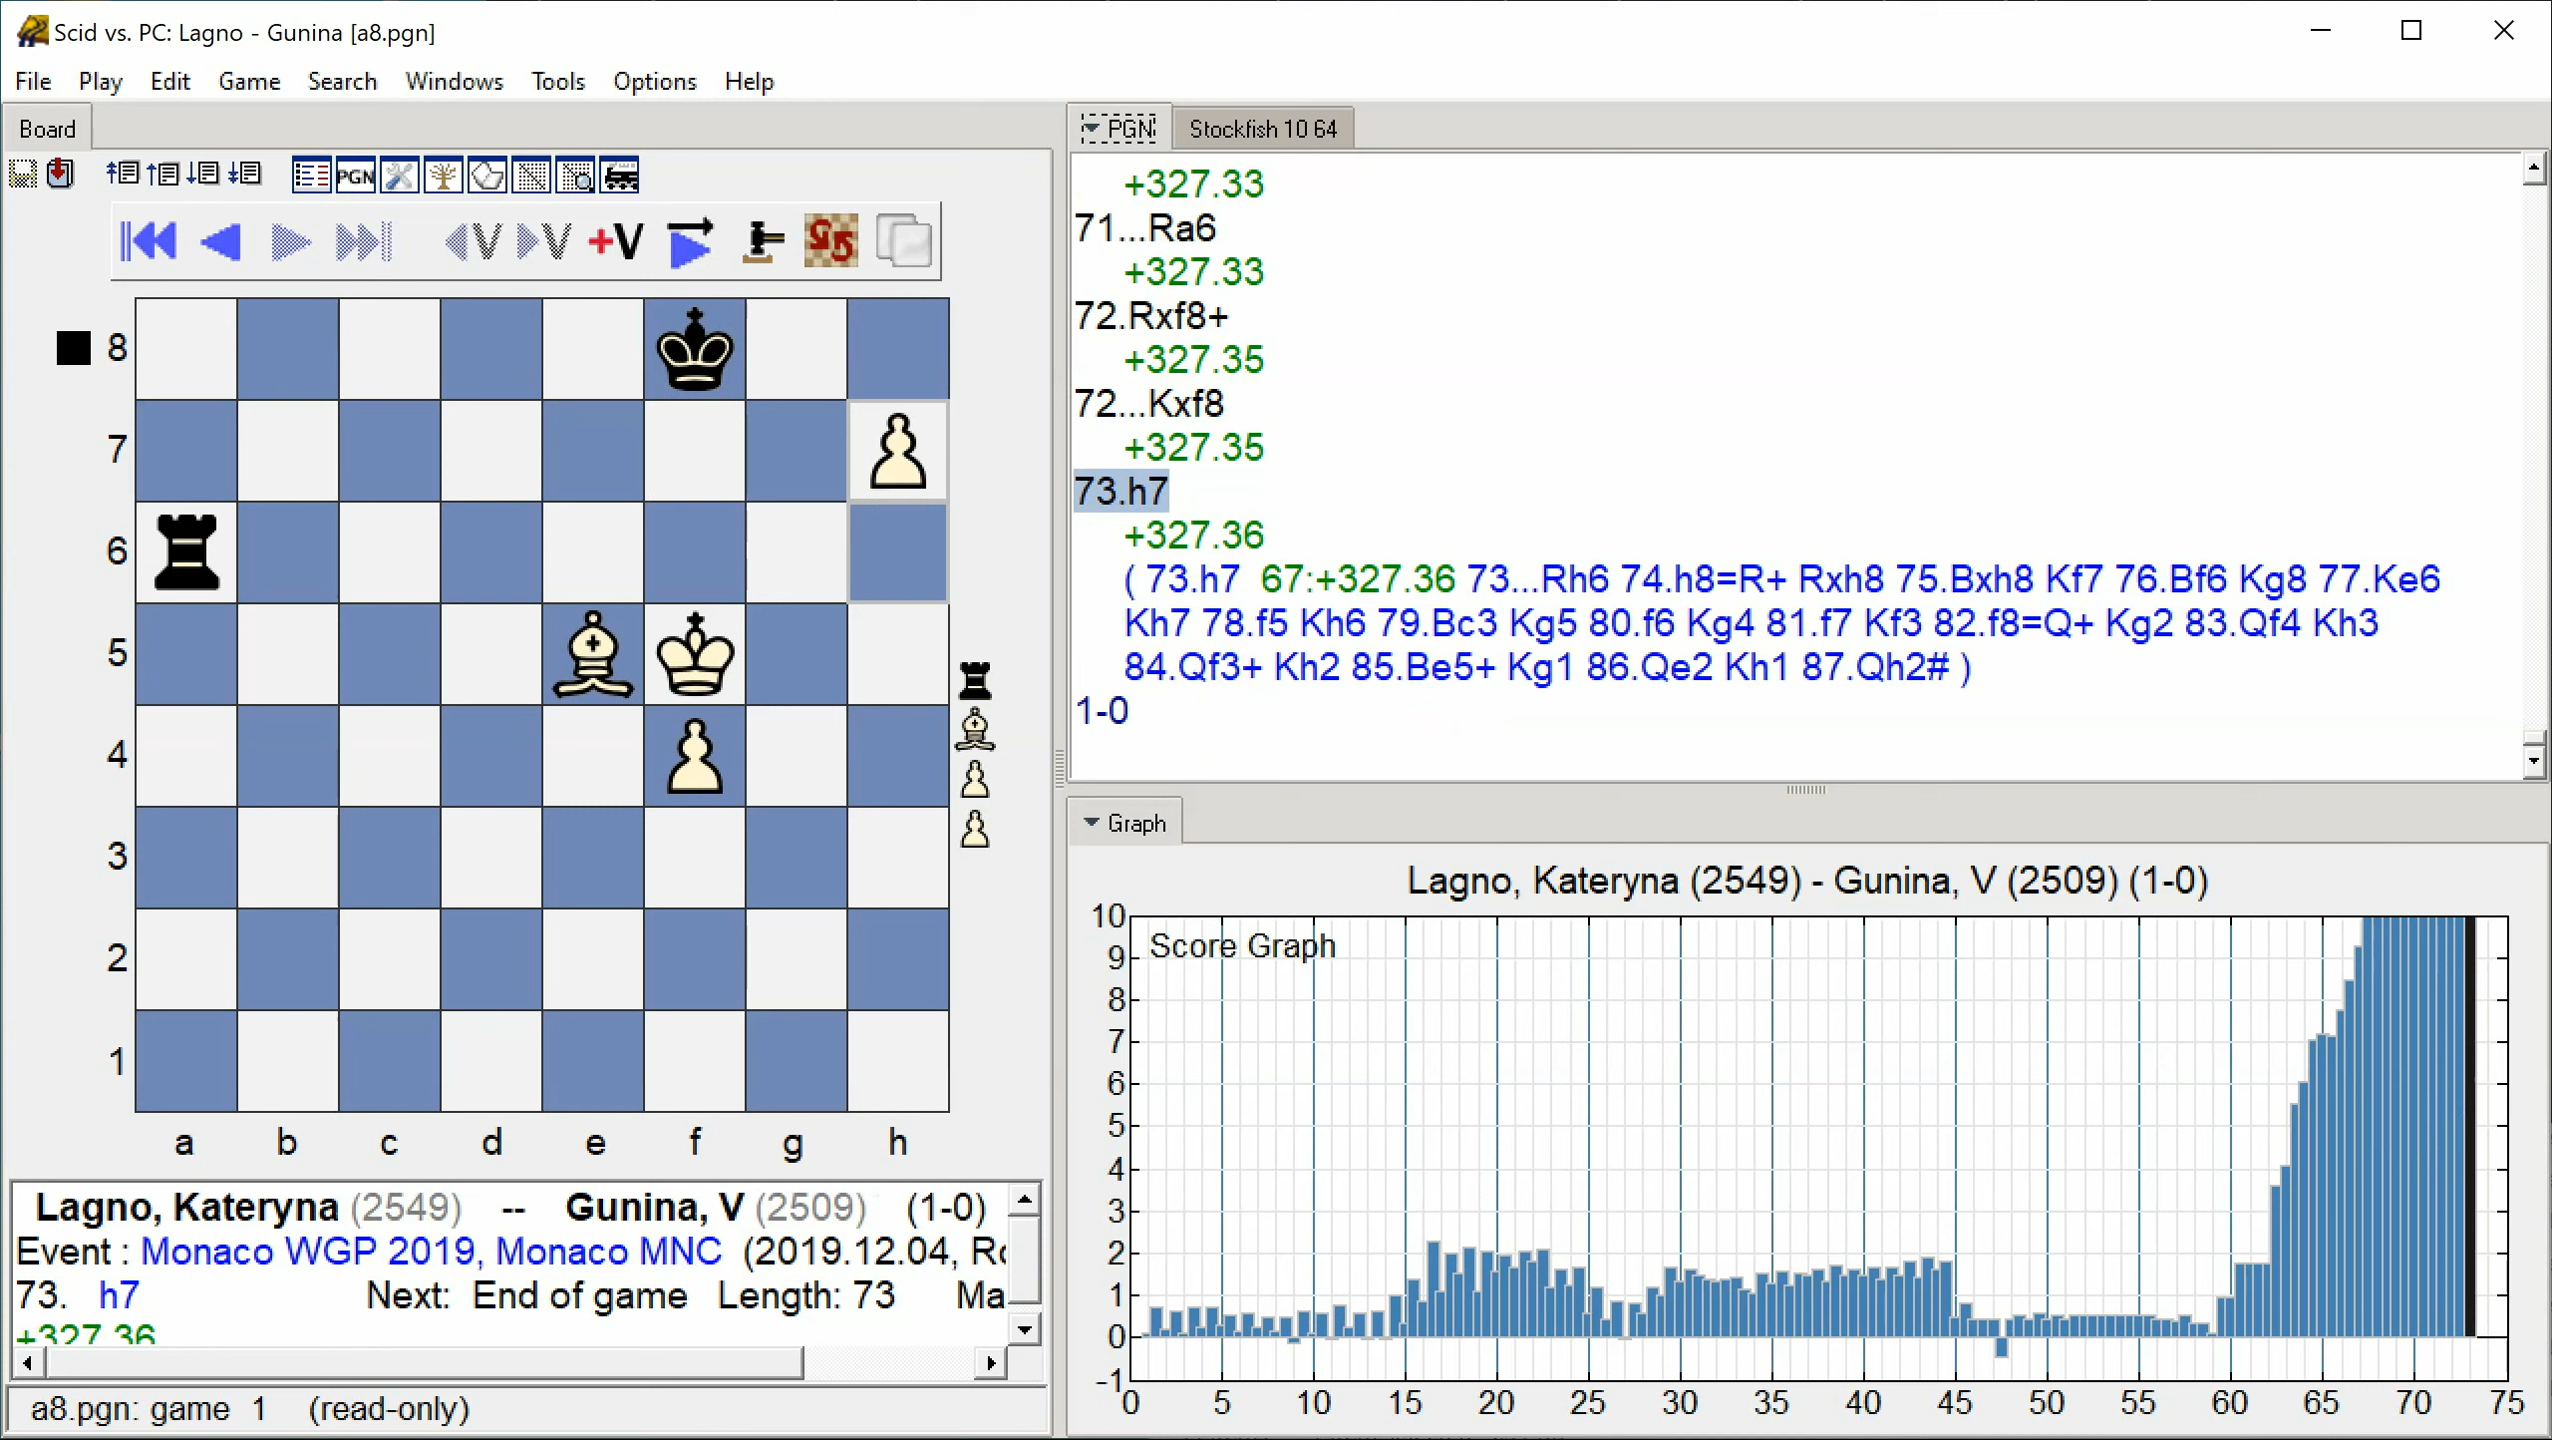 Scid vs. PC: Lagno - Gunina [a8.pgn]
File Play Edit Game Search Windows Tools Options Help
Board
PGN
V V +V
8
7
6
5
4
3
2
1
a b c d e f g h
Lagno, Kateryna (2549) -- Gunina, V (2509) (1-0)
Event : Monaco WGP 2019, Monaco MNC (2019.12.04, Ro
73. h7 Next: End of game Length: 73 Ma
+327.36
a8.pgn: game 1 (read-only)
PGN Stockfish 10 64
+327.33
71...Ra6
+327.33
72.Rxf8+
+327.35
72...Kxf8
+327.35
73.h7
+327.36
( 73.h7 67:+327.36 73...Rh6 74.h8=R+ Rxh8 75.Bxh8 Kf7 76.Bf6 Kg8 77.Ke6
Kh7 78.f5 Kh6 79.Bc3 Kg5 80.f6 Kg4 81.f7 Kf3 82.f8=Q+ Kg2 83.Qf4 Kh3
84.Qf3+ Kh2 85.Be5+ Kg1 86.Qe2 Kh1 87.Qh2# )
1-0
Graph
Lagno, Kateryna (2549) - Gunina, V (2509) (1-0)
Score Graph
10
9
8
7
6
5
4
3
2
1
0
-1
0 5 10 15 20 25 30 35 40 45 50 55 60 65 70 75